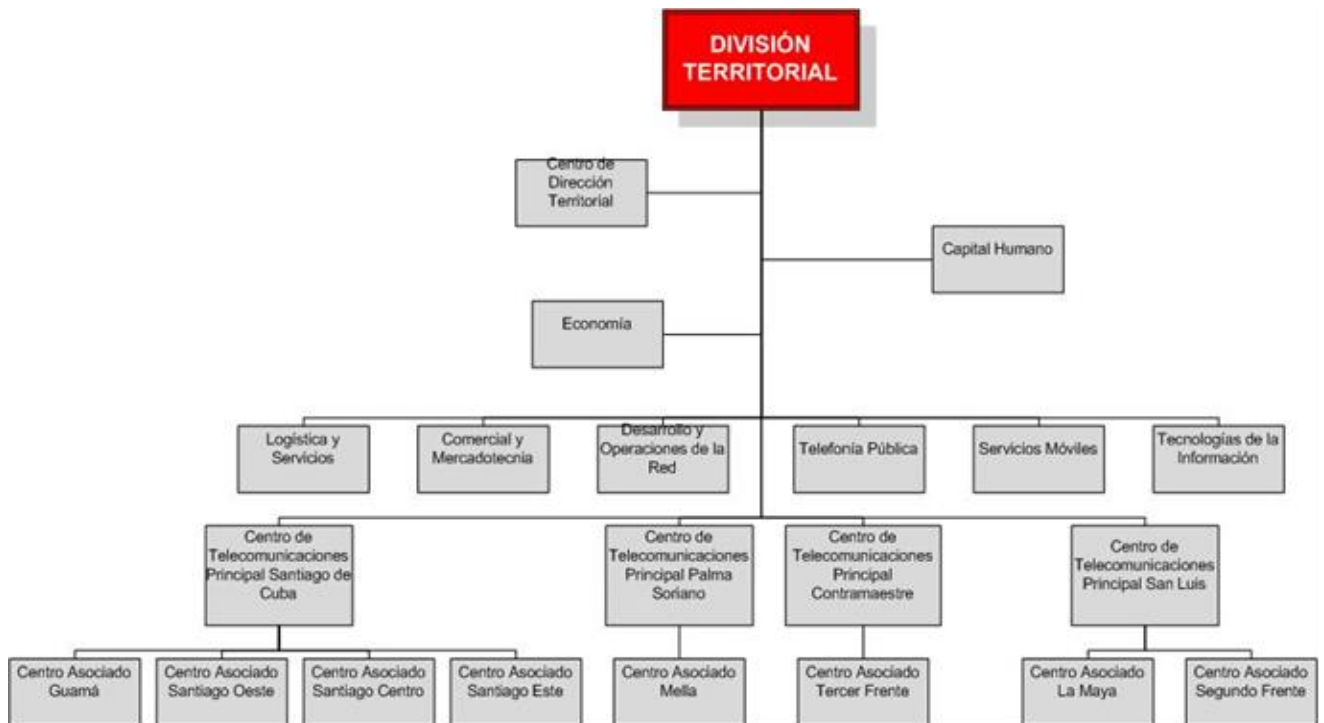 DIVISIÓN
TERRITORIAL
Centro de
Dirección
Territorial
Capital Humano
Economía
Logística y
Servicios
Comercial y
Mercadotecnia
Desarrollo y
Operaciones de la
Red
Telefonía Pública
Servicios Móviles
Tecnologías de la
Información
Centro de
Telecomunicaciones
Principal Santiago de
Cuba
Centro de
Telecomunicaciones
Principal Palma
Soriano
Centro de
Telecomunicaciones
Principal
Contramaestre
Centro de
Telecomunicaciones
Principal San Luis
Centro Asociado
Guamá
Centro Asociado
Santiago Oeste
Centro Asociado
Santiago Centro
Centro Asociado
Santiago Este
Centro Asociado
Mella
Centro Asociado
Tercer Frente
Centro Asociado
La Maya
Centro Asociado
Segundo Frente